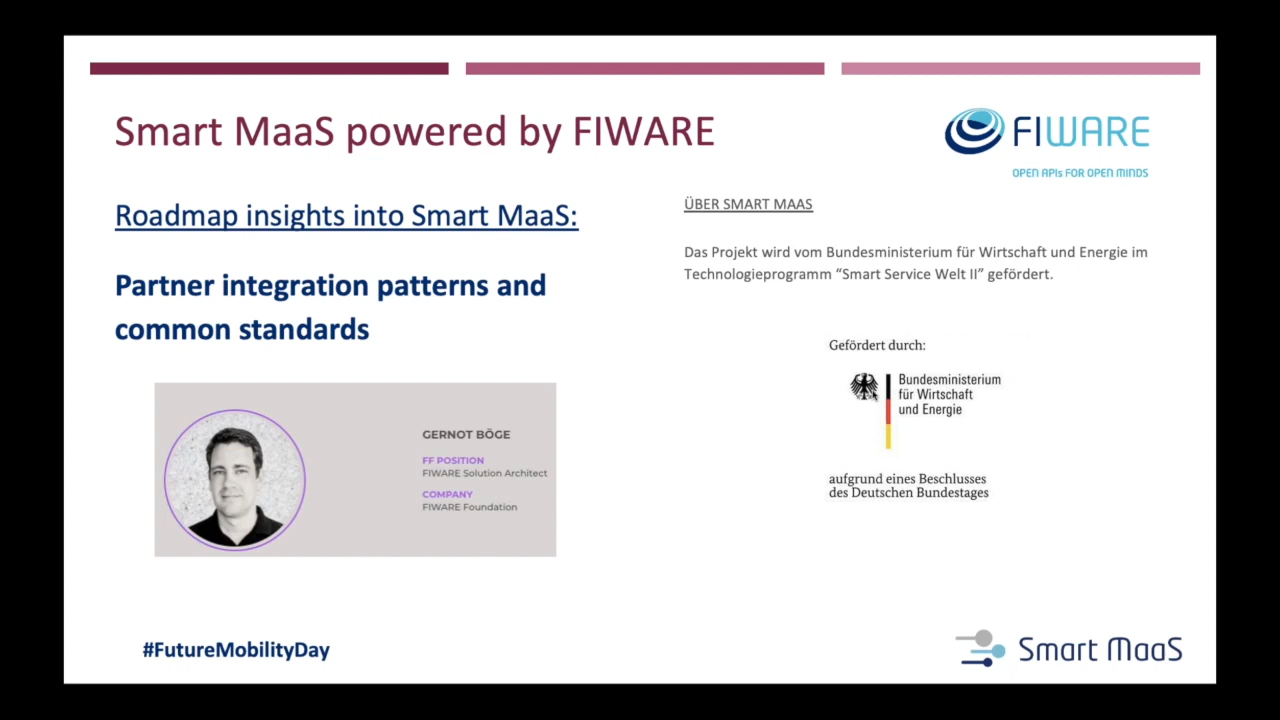 Smart MaaS powered by FIWARE
FIWARE
OPEN APIs FOR OPEN MINDS
Roadmap insights into Smart MaaS:
Partner integration patterns and
common standards
GERNOT BÖGE
FF POSITION
FIWARE Solution Architect
COMPANY
FIWARE Foundation
ÜBER SMART MAAS
Das Projekt wird vom Bundesministerium für Wirtschaft und Energie im
Technologieprogramm “Smart Service Welt II” gefördert.
Gefördert durch:
Bundesministerium
für Wirtschaft
und Energie
aufgrund eines Beschlusses
des Deutschen Bundestages
#FutureMobilityDay
Smart MaaS